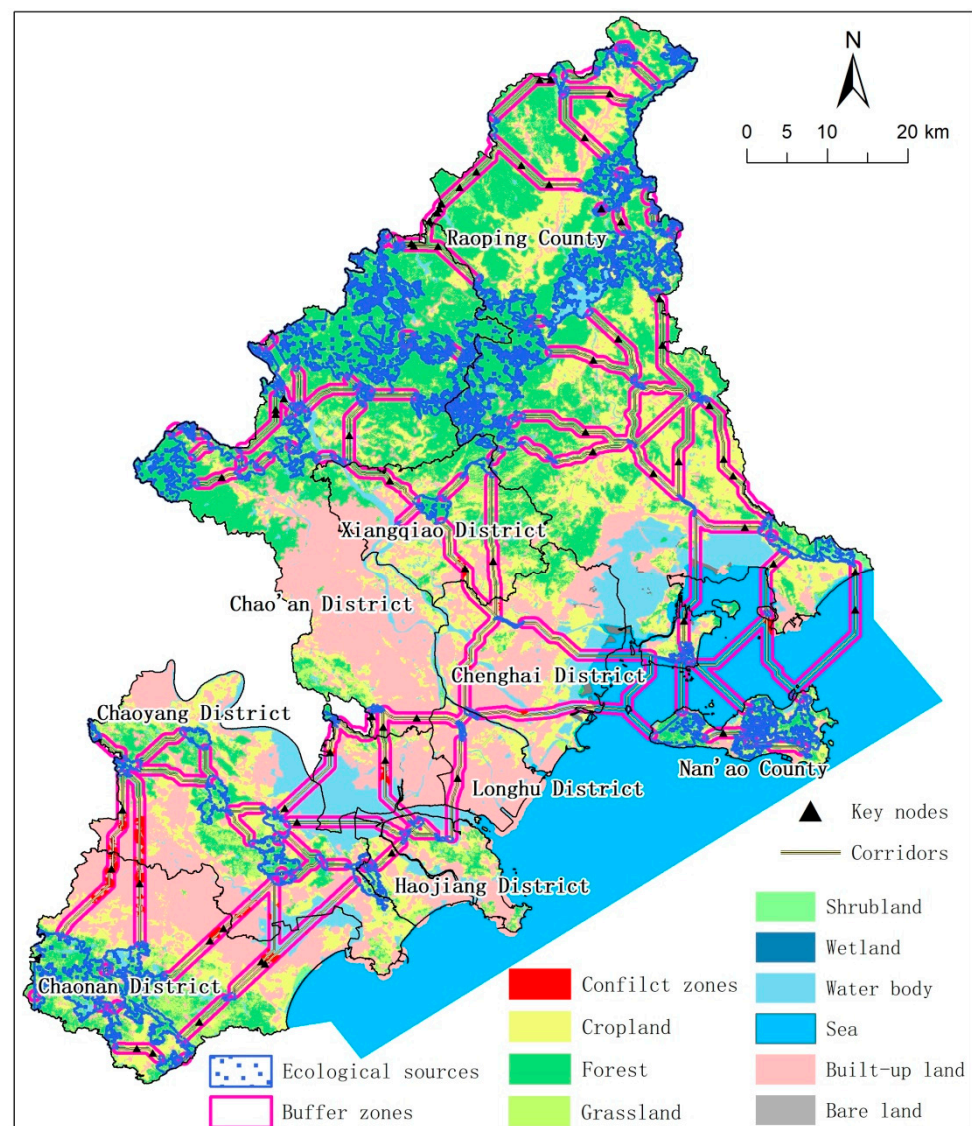 N
0 5 10 20 km
Raoping County
Xiangqiao District
Chao'an District
Chenghai District
Chaoyang District
Nan'ao County
Longhu District
Haojiang District
Chaonan District
Key nodes
Corridors
Shrubland
Wetland
Confilct zones
Water body
Cropland
Sea
Ecological sources
Forest
Built-up land
Buffer zones
Grassland
Bare land